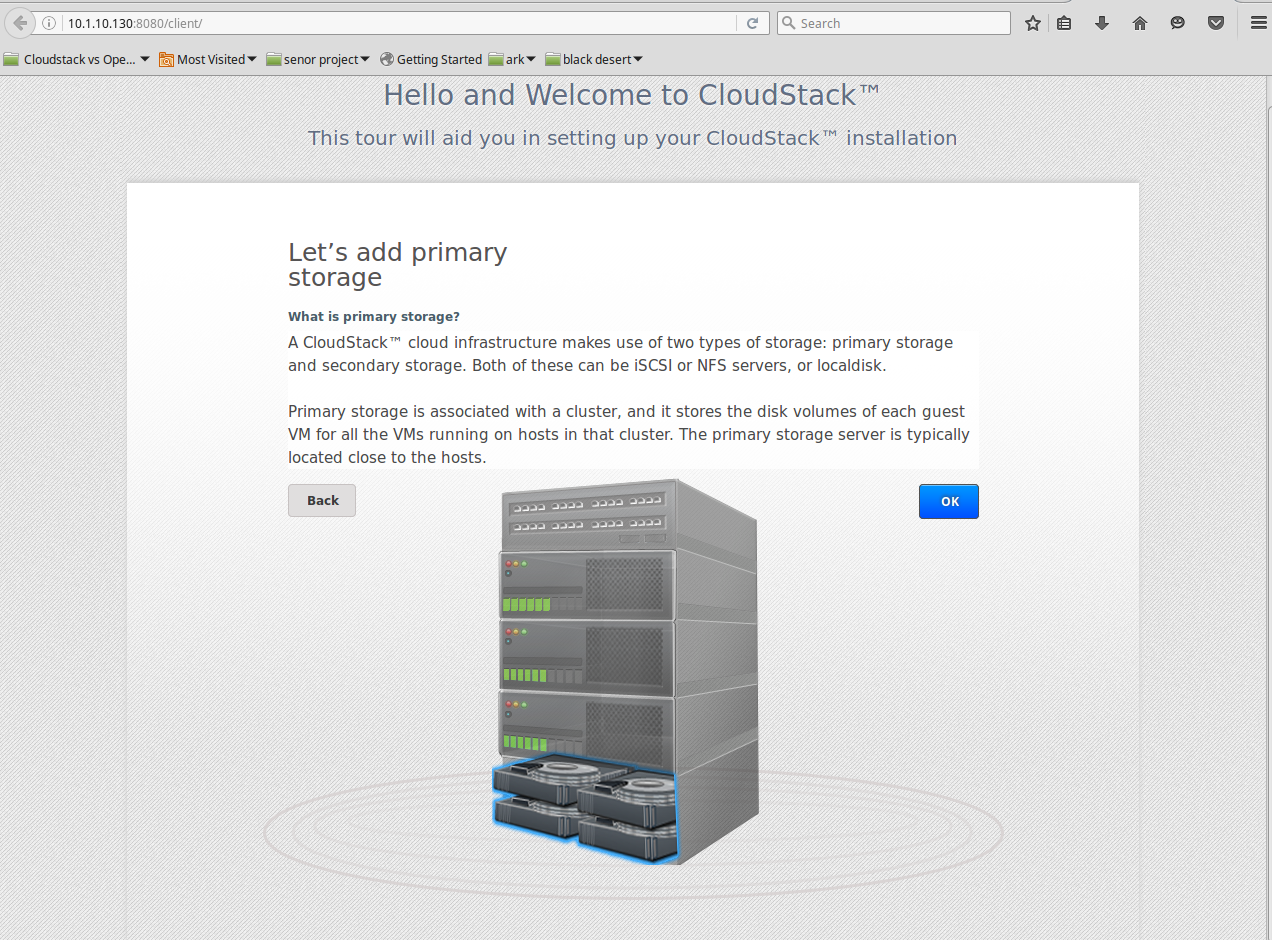 10.1.10.130:8080/client/
Search
Cloudstack vs Ope... Most Visited senor project Getting Started ark black desert
Hello and Welcome to CloudStack™
This tour will aid you in setting up your CloudStack™ installation
Let’s add primary
storage
What is primary storage?
A CloudStack™ cloud infrastructure makes use of two types of storage: primary storage
and secondary storage. Both of these can be iSCSI or NFS servers, or localdisk.
Primary storage is associated with a cluster, and it stores the disk volumes of each guest
VM for all the VMs running on hosts in that cluster. The primary storage server is typically
located close to the hosts.
Back
OK